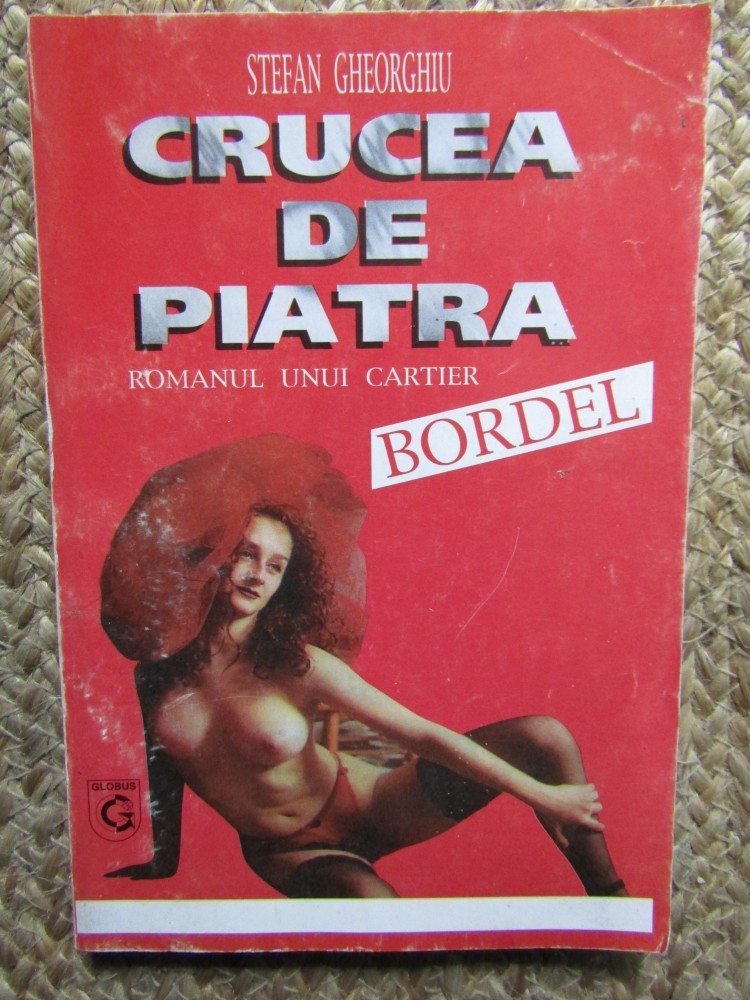 STEFAN GHEORGHIU
CRUCEA
DE
PIATRA
ROMANUL UNUI CARTIER
BORDEL
GLOBUS
G